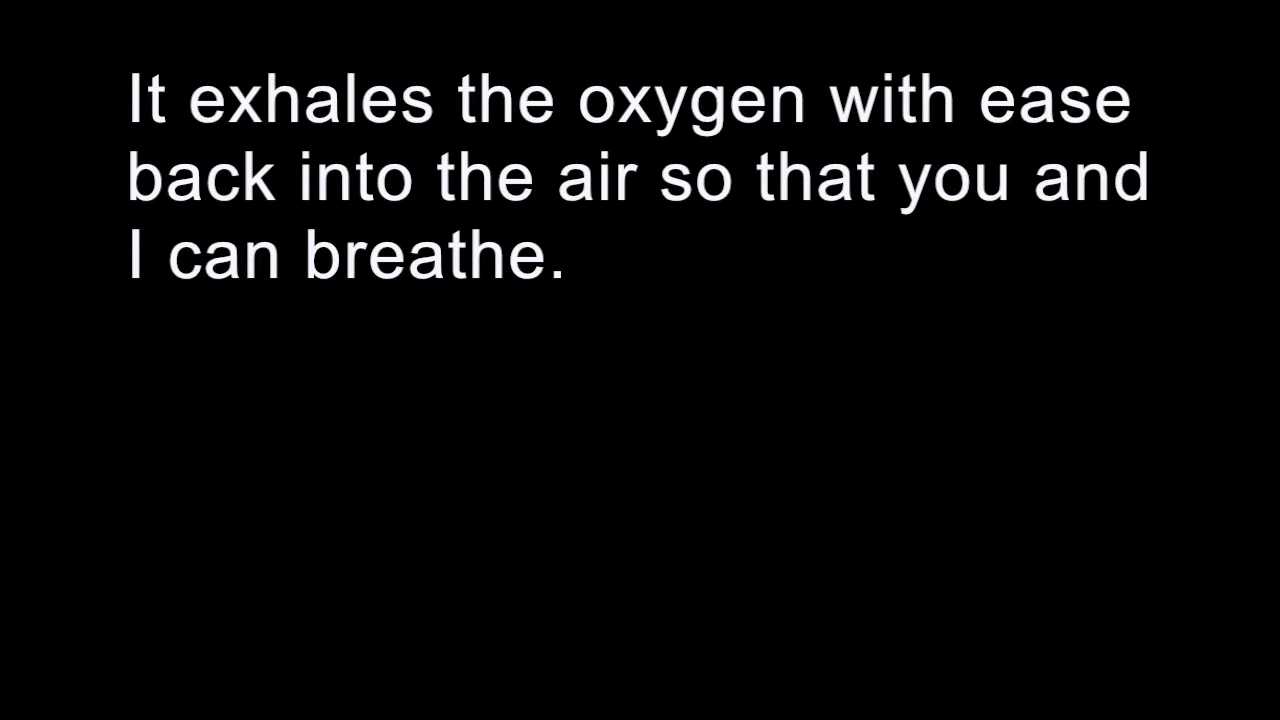 It exhales the oxygen with ease
back into the air so that you and
I can breathe.